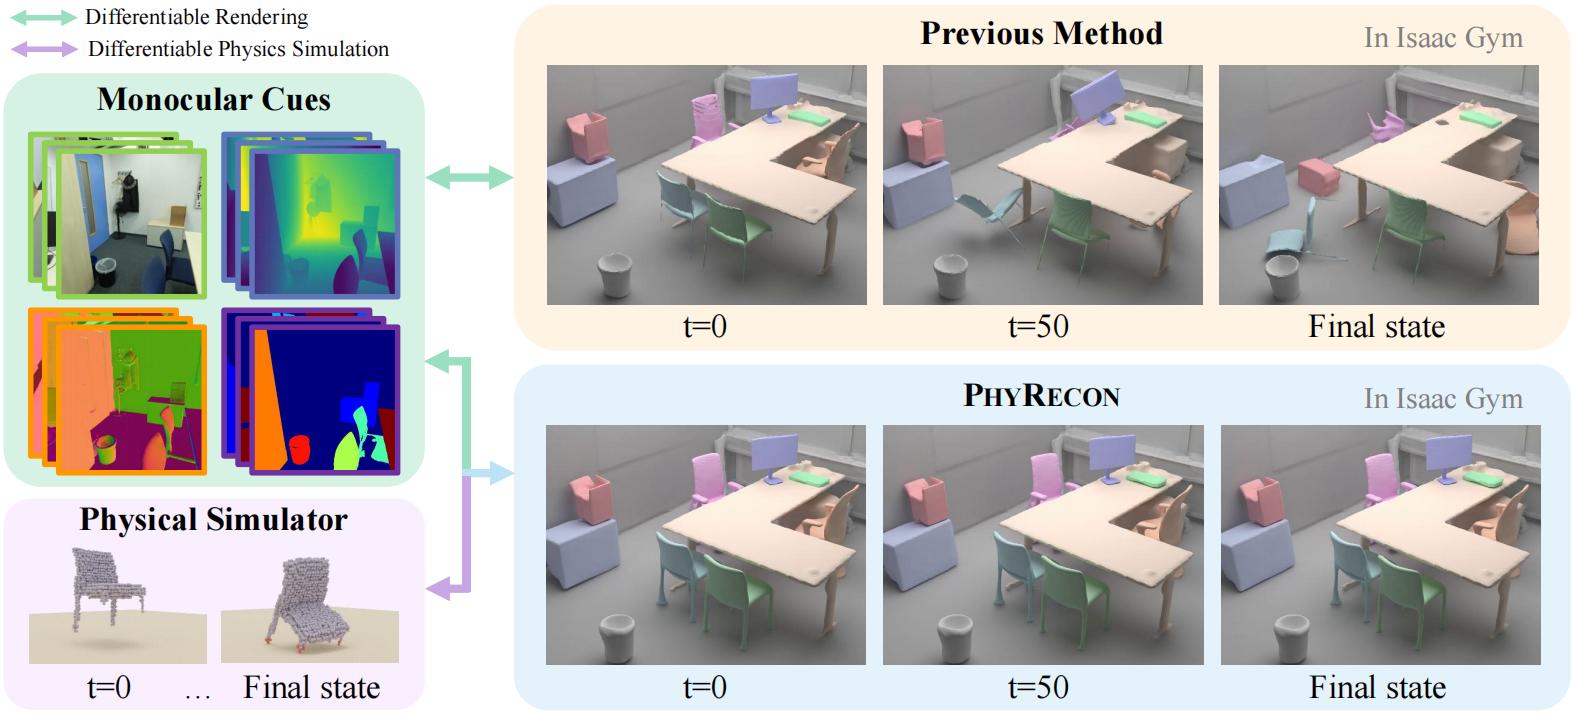 Differentiable Rendering
Differentiable Physics Simulation
Monocular Cues
Physical Simulator
t=0 ... Final state
Previous Method
In Isaac Gym
t=0 t=50 Final state
PHYRECON
In Isaac Gym
t=0 t=50 Final state